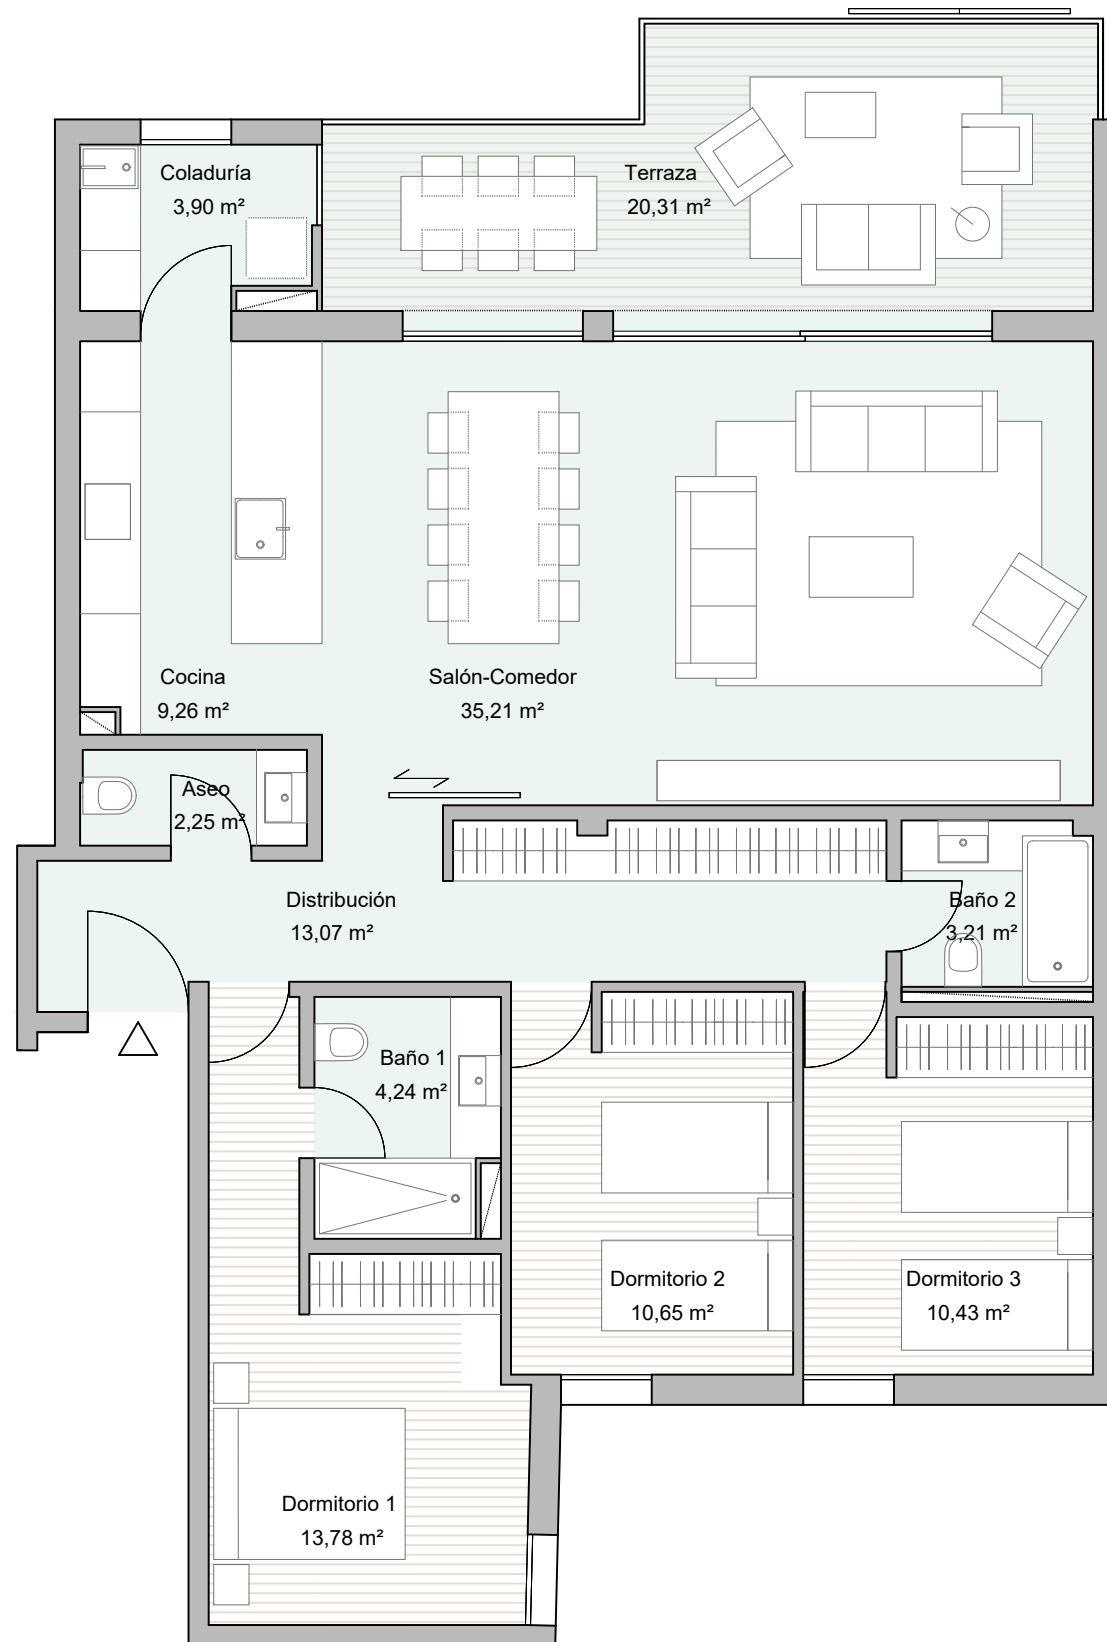 Coladuría
3,90 m²
Terraza
20,31 m²
Cocina
9,26 m²
Salón-Comedor
35,21 m²
Aseo
2,25 m²
Distribución
13,07 m²
Baño 2
3,21 m²
Baño 1
4,24 m²
Dormitorio 2
10,65 m²
Dormitorio 3
10,43 m²
Dormitorio 1
13,78 m²